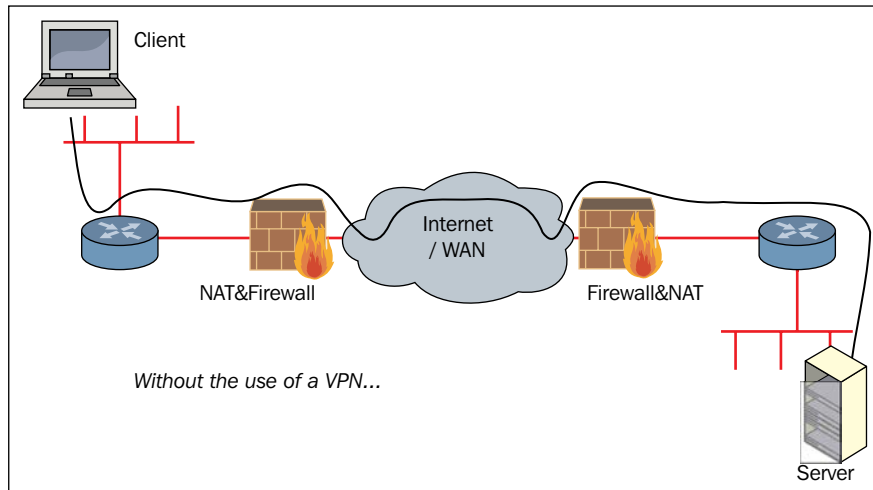 Client
Internet
/ WAN
NAT&Firewall
Firewall&NAT
Without the use of a VPN...
Server